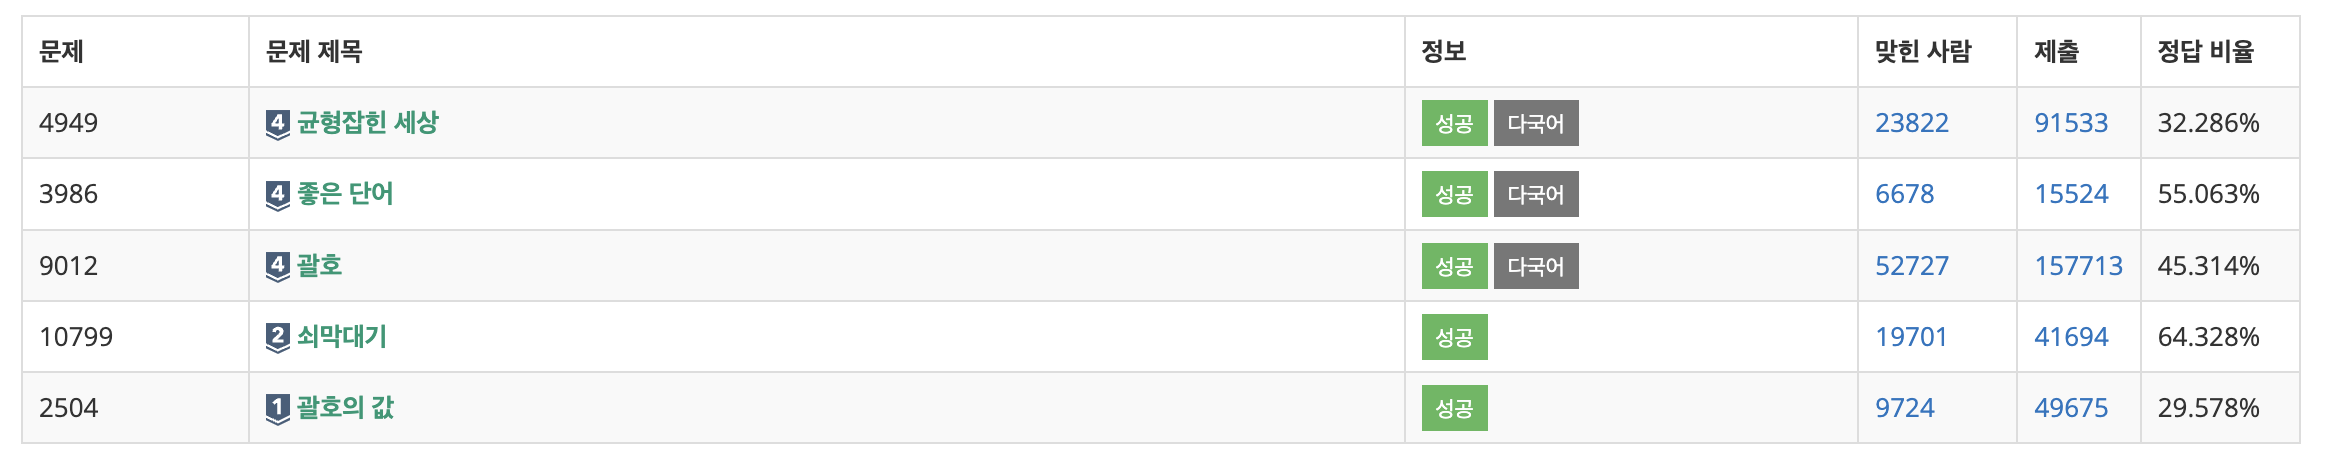 문제 문제 제목 정보 맞힌 사람 제출 정답 비율
4949 4 균형잡힌 세상 성공 다국어 23822 91533 32.286%
3986 4 좋은 단어 성공 다국어 6678 15524 55.063%
9012 4 괄호 성공 다국어 52727 157713 45.314%
10799 2 쇠막대기 성공 19701 41694 64.328%
2504 1 괄호의 값 성공 9724 49675 29.578%